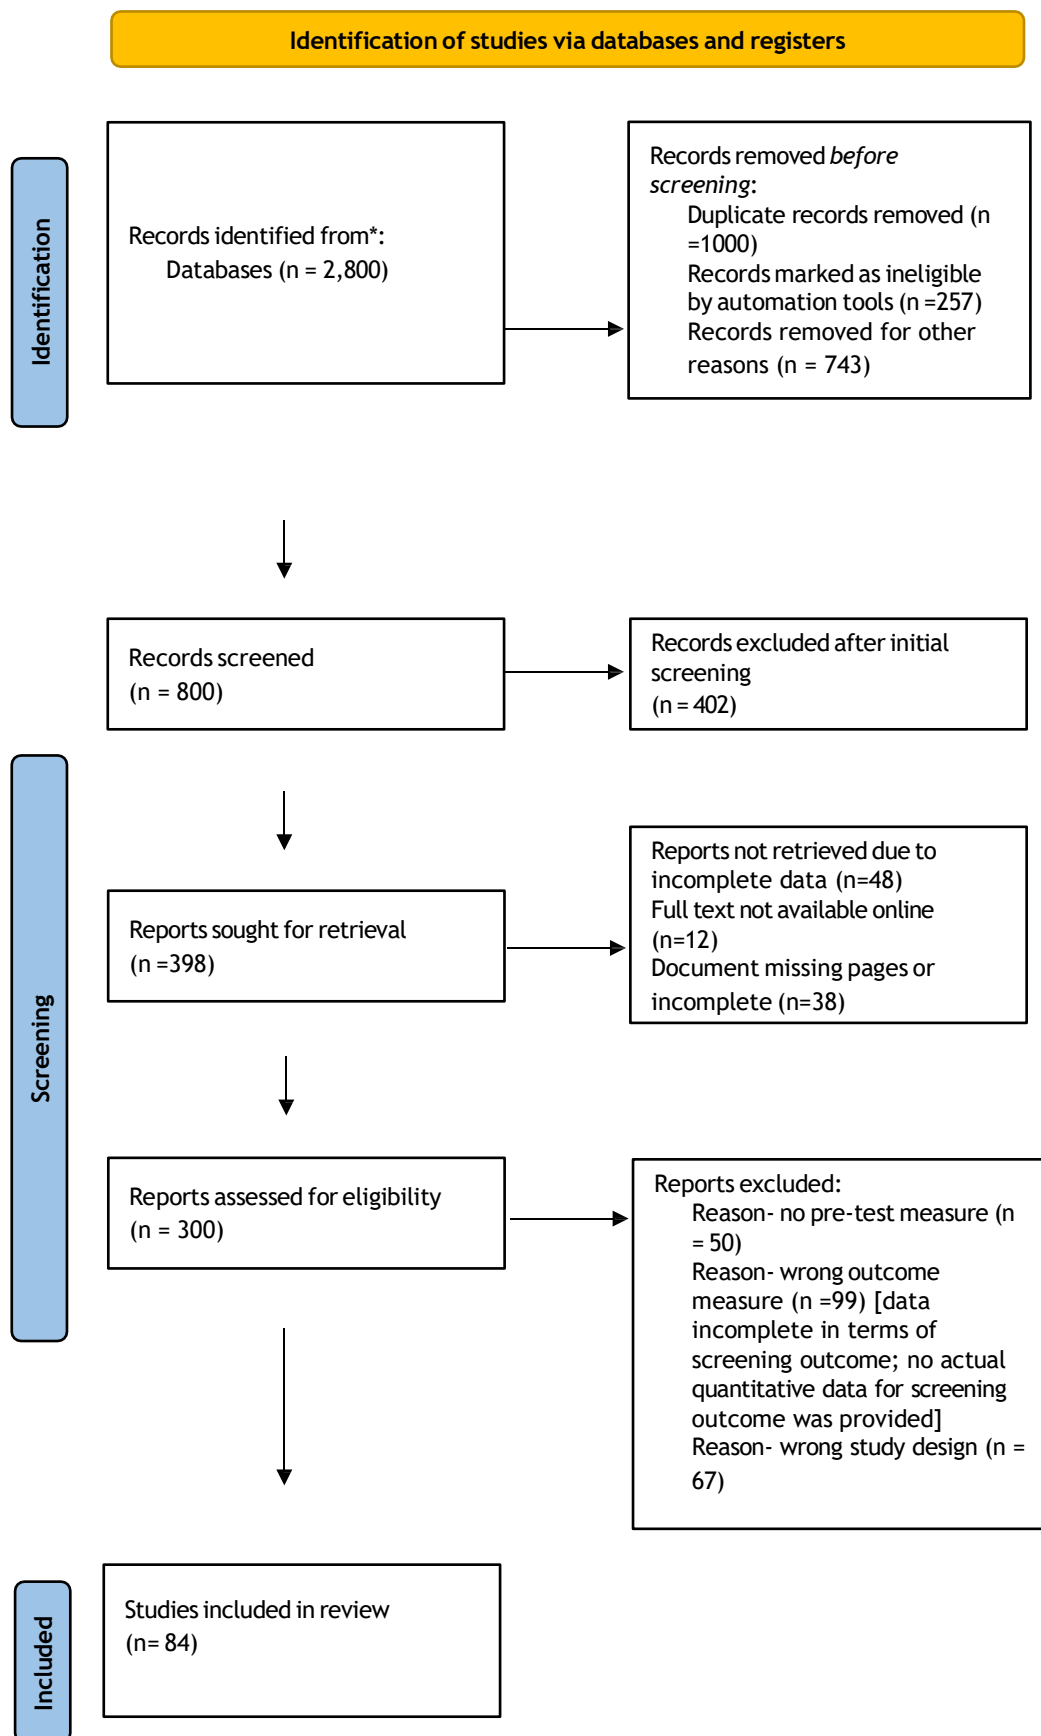 Identification of studies via databases and registers
Identification
Records identified from*:
Databases (n = 2,800)
Records removed before
screening:
Duplicate records removed (n
=1000)
Records marked as ineligible
by automation tools (n =257)
Records removed for other
reasons (n = 743)
Screening
Records screened
(n = 800)
Records excluded after initial
screening
(n = 402)
Reports sought for retrieval
(n =398)
Reports not retrieved due to
incomplete data (n=48)
Full text not available online
(n=12)
Document missing pages or
incomplete (n=38)
Reports assessed for eligibility
(n = 300)
Reports excluded:
Reason- no pre-test measure (n
= 50)
Reason- wrong outcome
measure (n =99) [data
incomplete in terms of
screening outcome; no actual
quantitative data for screening
outcome was provided]
Reason- wrong study design (n =
67)
Included
Studies included in review
(n= 84)